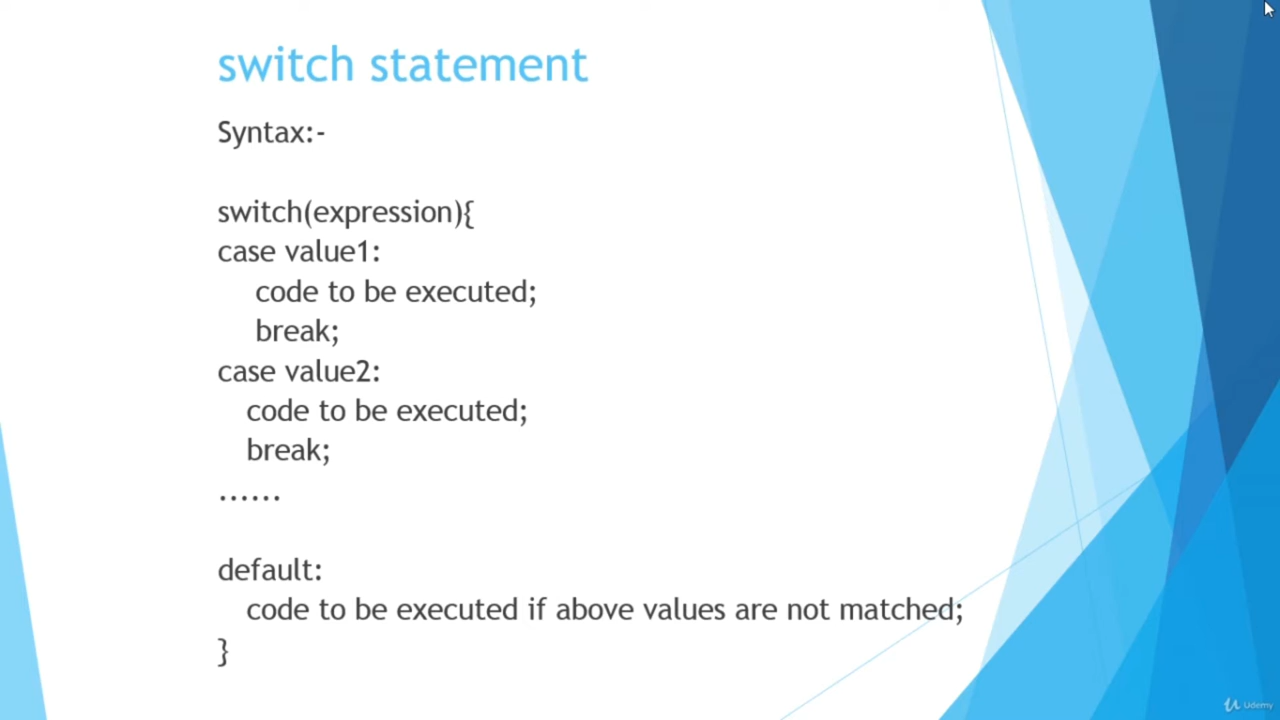 switch statement
Syntax:-
switch(expression){
case value1:
code to be executed;
break;
case value2:
code to be executed;
break;
......
default:
code to be executed if above values are not matched;
}
Udemy